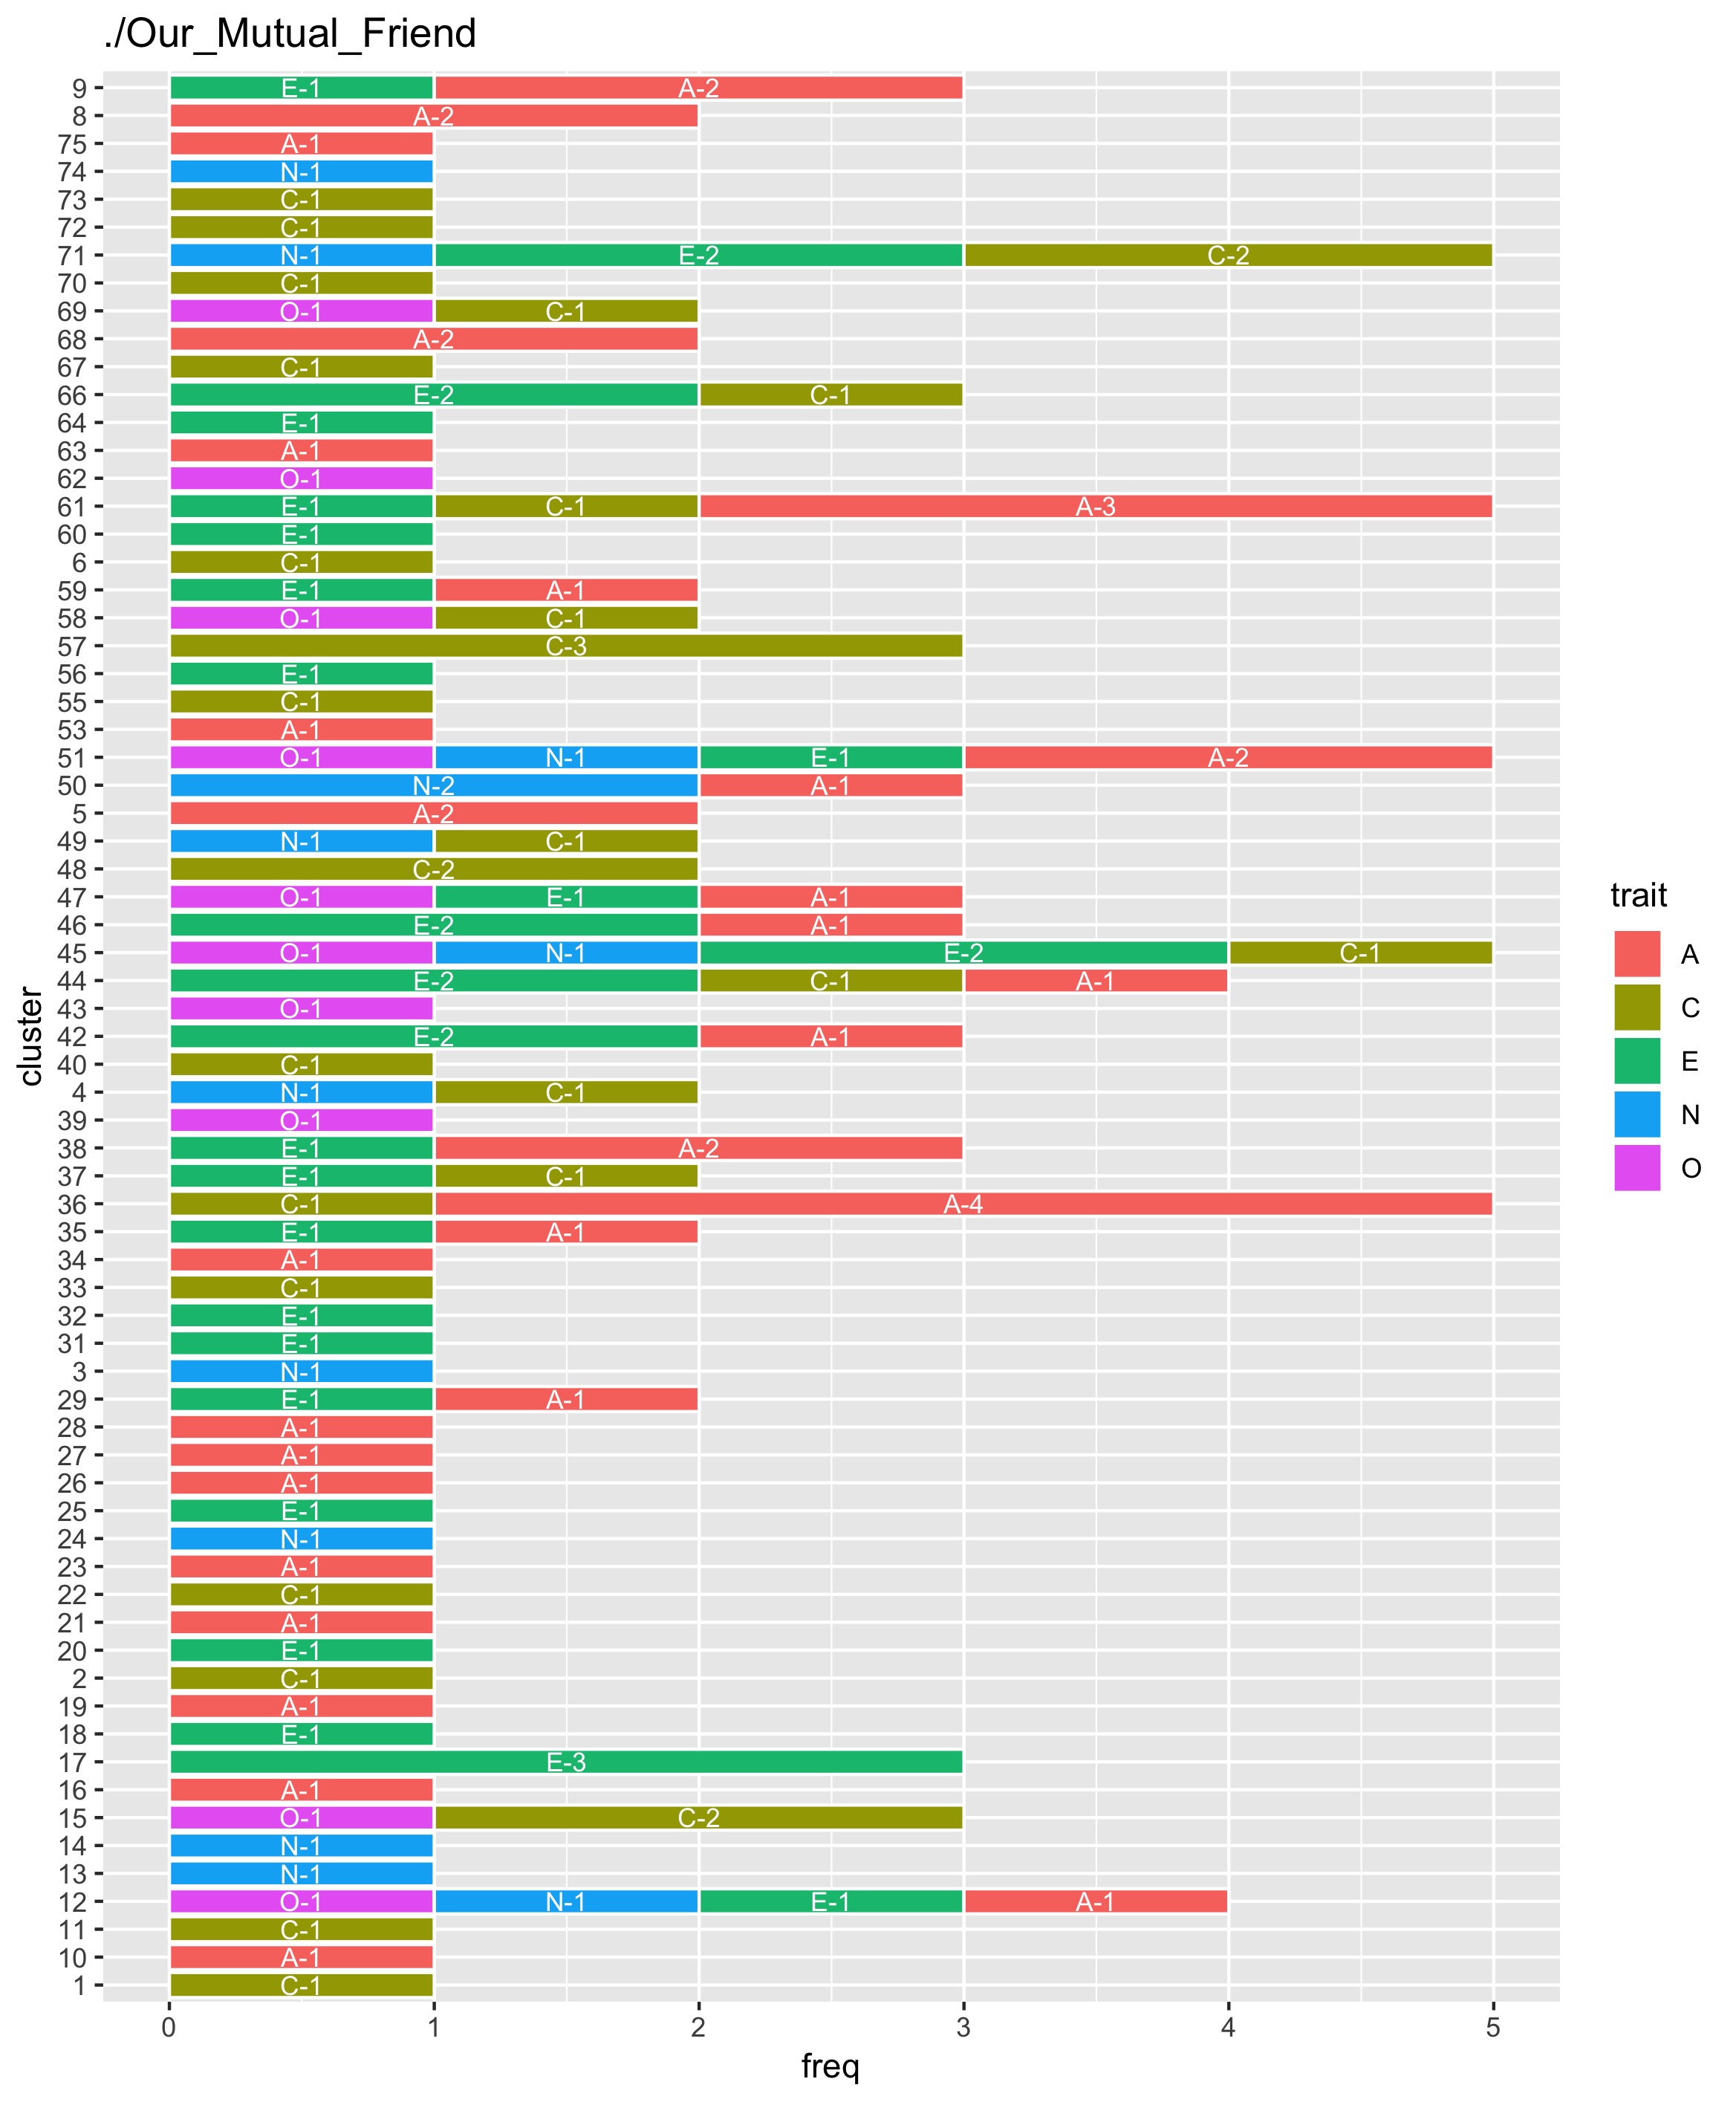 ./Our_Mutual_Friend
9 E-1 A-2
8 A-2
75 A-1
74 N-1
73 C-1
72 C-1
71 N-1 E-2 C-2
70 C-1
69 O-1 C-1
68 A-2
67 C-1
66 E-2 C-1
64 E-1
63 A-1
62 O-1
61 E-1 C-1 A-3
60 E-1
6 C-1
59 E-1 A-1
58 O-1 C-1
57 C-3
56 E-1
55 C-1
53 A-1
51 O-1 N-1 E-1 A-2
50 N-2 A-1
5 A-2
49 N-1 C-1
48 C-2
47 O-1 E-1 A-1
46 E-2 A-1
45 O-1 N-1 E-2 C-1
44 E-2 C-1 A-1
43 O-1
42 E-2 A-1
40 C-1
4 N-1 C-1
39 O-1
38 E-1 A-2
37 E-1 C-1
36 C-1 A-4
35 E-1 A-1
34 A-1
33 C-1
32 E-1
31 E-1
3 N-1
29 E-1 A-1
28 A-1
27 A-1
26 A-1
25 E-1
24 N-1
23 A-1
22 C-1
21 A-1
20 E-1
2 C-1
19 A-1
18 E-1
17 E-3
16 A-1
15 O-1 C-2
14 N-1
13 N-1
12 O-1 N-1 E-1 A-1
11 C-1
10 A-1
1 C-1
0 1 2 3 4 5
freq
cluster
trait
A
C
E
N
O